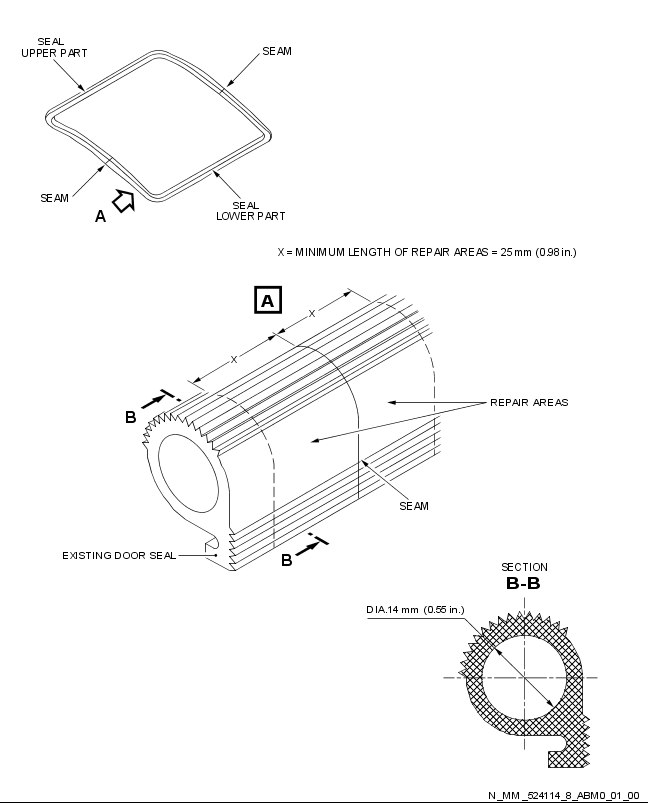 SEAL
UPPER PART
SEAM
SEAM
A
SEAL
LOWER PART
X = MINIMUM LENGTH OF REPAIR AREAS = 25 mm (0.98 in.)
A
X
X
B
REPAIR AREAS
SEAM
EXISTING DOOR SEAL
B
SECTION
B-B
DIA.14 mm (0.55 in.)
N_MM_524114_8_ABM0_01_00